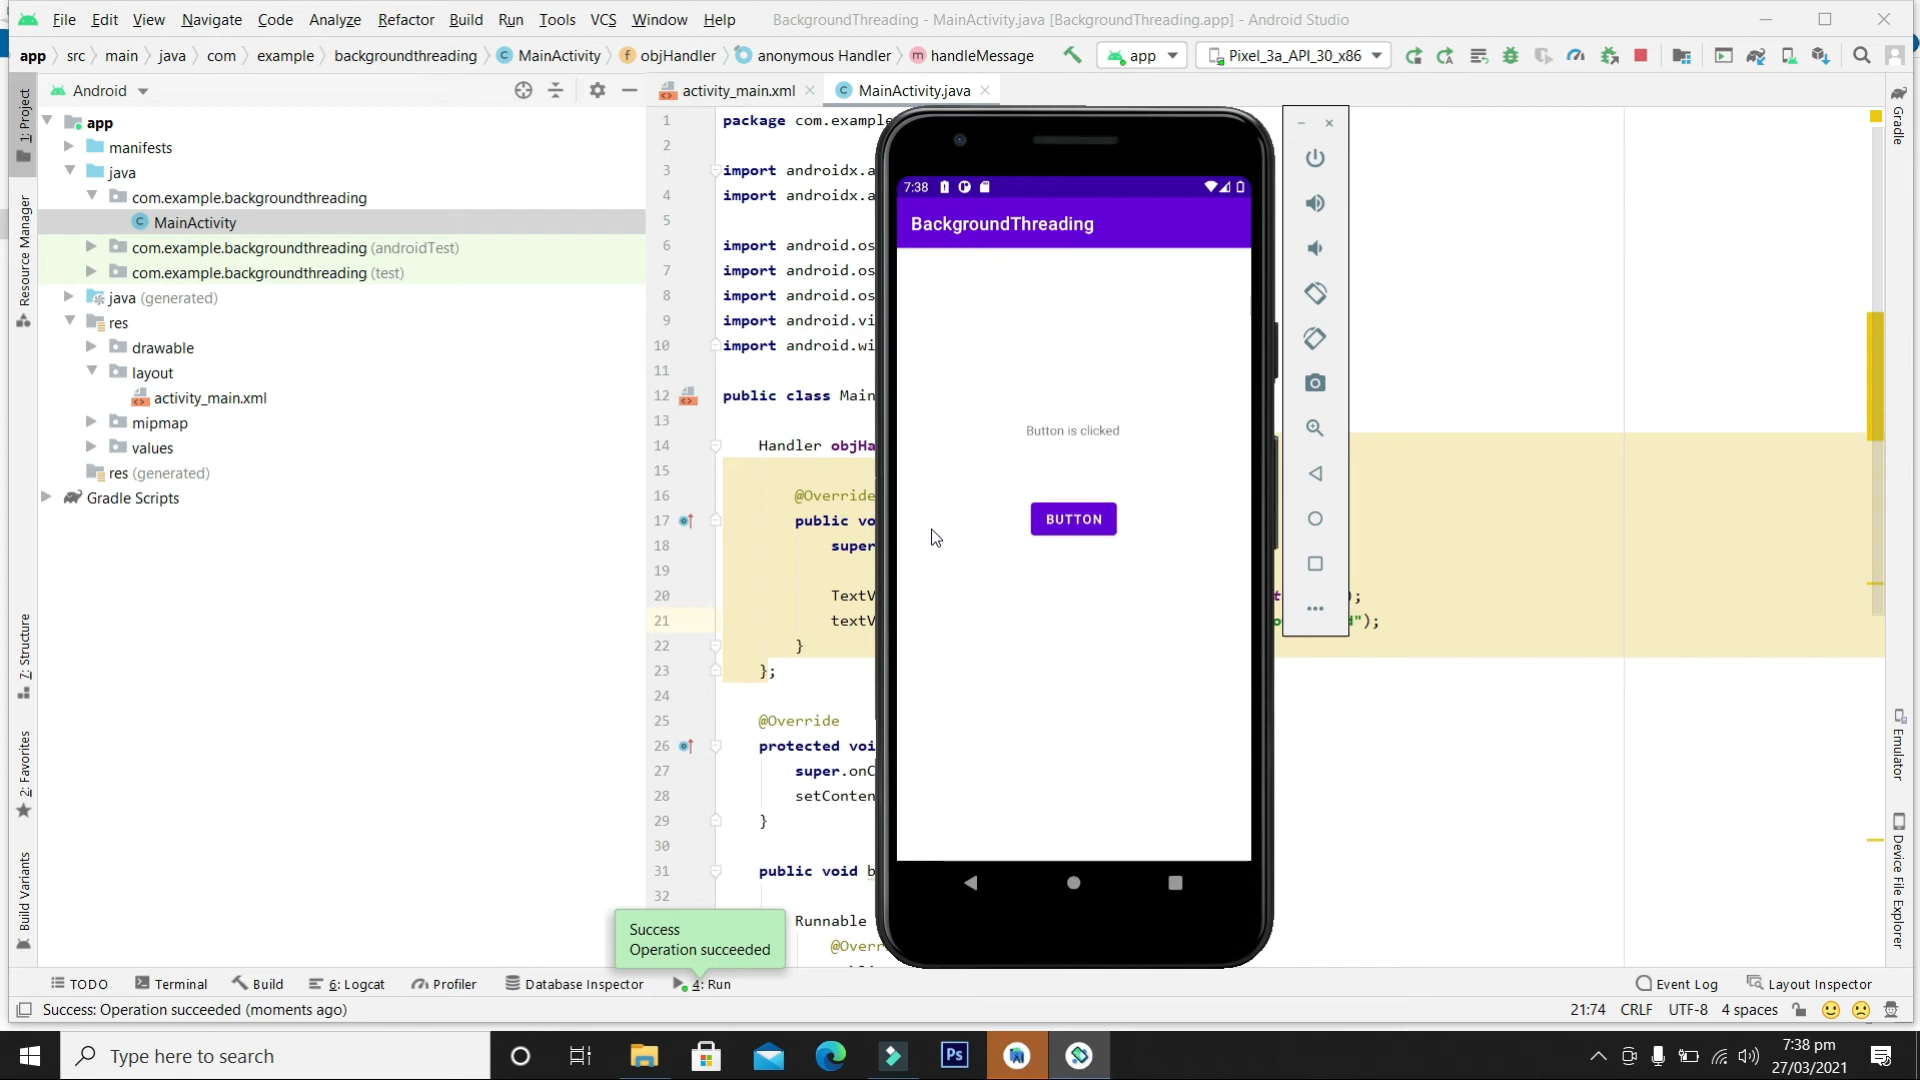 File Edit View Navigate Code Analyze Refactor Build Run Tools VCS Window Help BackgroundThreading - MainActivity.java [BackgroundThreading.app] - Android Studio
app src main java com example backgroundthreading MainActivity objHandler anonymous Handler handleMessage app Pixel_3a_API_30_x86
Android activity_main.xml MainActivity.java
1: Project
Resource Manager
7: Structure
2: Favorites
Build Variants
app
manifests
java
com.example.backgroundthreading
MainActivity
com.example.backgroundthreading (androidTest)
com.example.backgroundthreading (test)
java (generated)
res
drawable
layout
activity_main.xml
mipmap
values
res (generated)
Gradle Scripts
1 package com.example
2
3 import androidx.a
4 import androidx.a
5
6 import android.os
7 import android.os
8 import android.os
9 import android.vi
10 import android.wi
11
12 public class Main
13
14 Handler objHa
15
16 @Override
17 public vo
18 super
19
20 TextV );
21 textV d");
22 }
23 };
24
25 @Override
26 protected voi
27 super.onC
28 setConten
29 }
30
31 public void b
32
Runnable
@Overr
7:38
BackgroundThreading
Button is clicked
BUTTON
Gradle
Emulator
Device File Explorer
Success
Operation succeeded
TODO Terminal Build 6: Logcat Profiler Database Inspector 4: Run Event Log Layout Inspector
Success: Operation succeeded (moments ago) 21:74 CRLF UTF-8 4 spaces
Type here to search
Ps
7:38 pm
27/03/2021